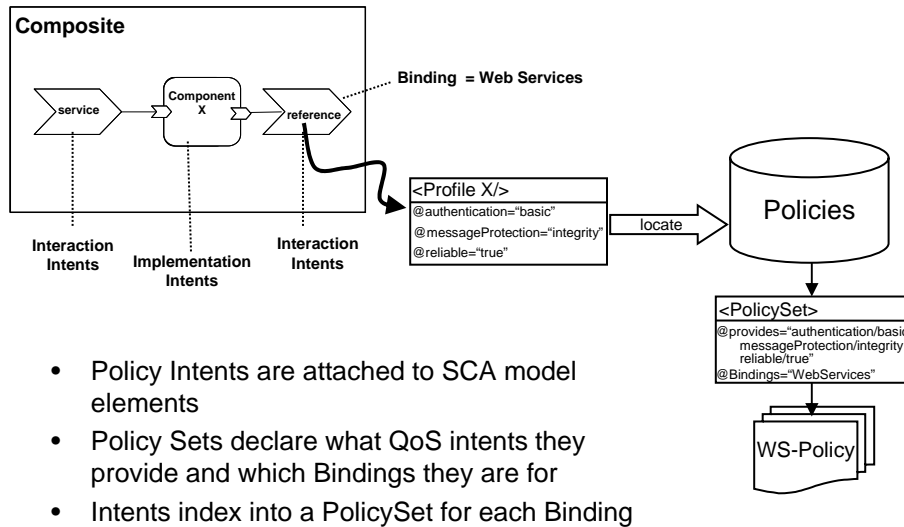 Composite
Binding = Web Services
service
Component
X
reference
Interaction
Intents
Implementation
Intents
Interaction
Intents
<Profile X/>
@authentication=“basic”
@messageProtection=“integrity”
@reliable=“true”
locate
Policies
<PolicySet>
@provides=“authentication/basic
messageProtection/integrity
reliable/true”
@Bindings=“WebServices”
WS-Policy
• Policy Intents are attached to SCA model
elements
• Policy Sets declare what QoS intents they
provide and which Bindings they are for
• Intents index into a PolicySet for each Binding